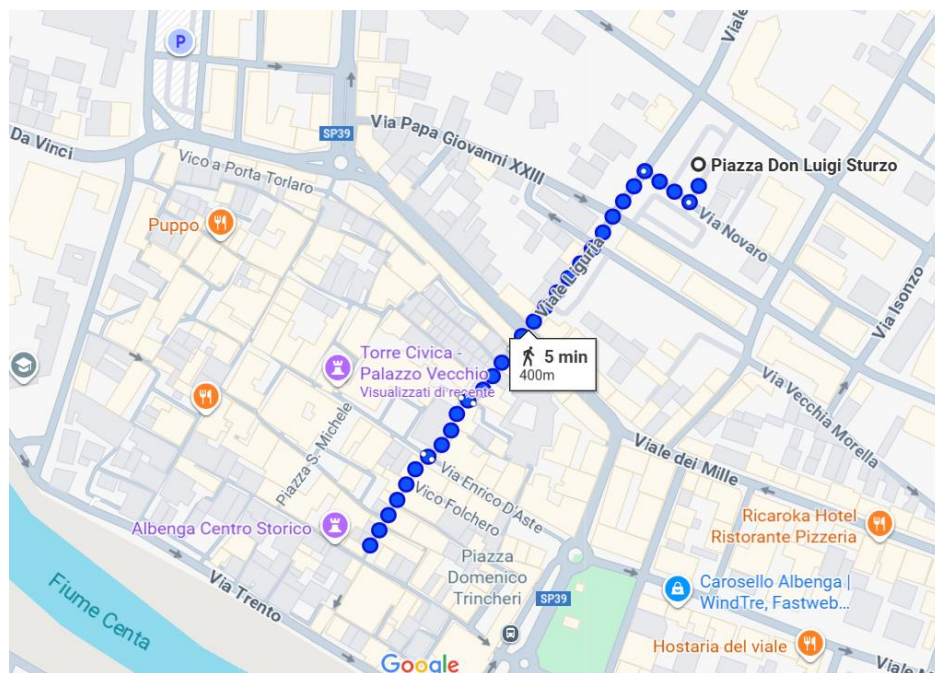 P
Viale
SP39
Via Papa Giovanni XXIII
Da Vinci
Vico a Porta Torlaro
Piazza Don Luigi Sturzo
Puppo
Via Novaro
Viale Liguria
Via Isonzo
5 min
400m
Torre Civica -
Palazzo Vecchio
Visualizzati di recente
Piazza S. Michele
Via Vecchia Morella
Viale dei Mille
Via Enrico D'Aste
Vico Folchero
Albenga Centro Storico
Ricaroka Hotel
Ristorante Pizzeria
Piazza
Domenico
Trincheri
SP39
Via Trento
Fiume Centa
Carosello Albenga |
WindTre, Fastweb...
Hostaria del viale
Google
Viale M